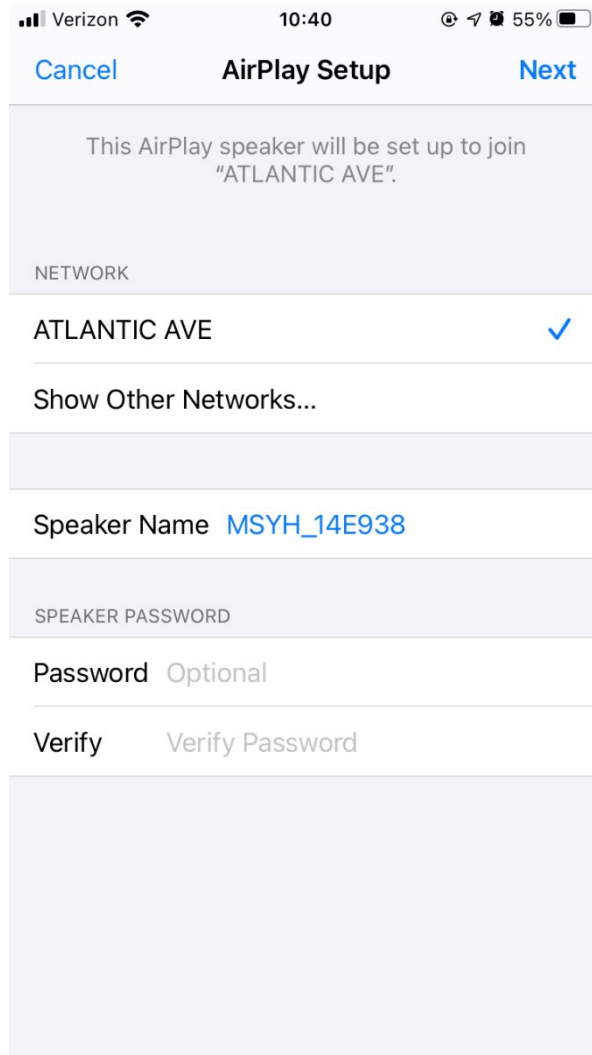 Verizon 10:40 55%
Cancel AirPlay Setup Next
This AirPlay speaker will be set up to join
“ATLANTIC AVE”.
NETWORK
ATLANTIC AVE
Show Other Networks...
Speaker Name MSYH_14E938
SPEAKER PASSWORD
Password Optional
Verify Verify Password